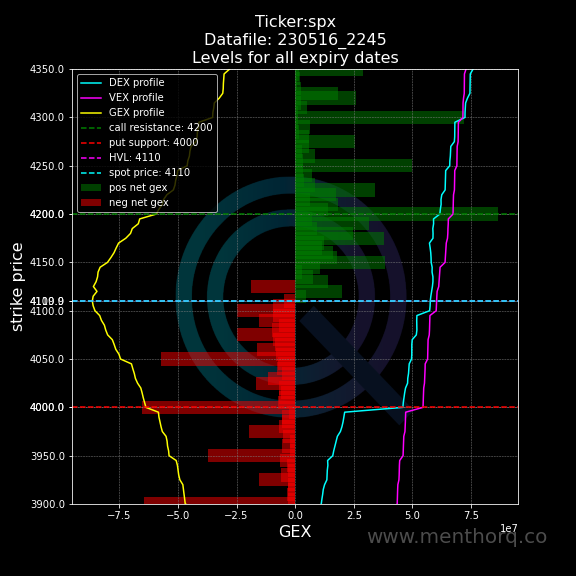 Ticker:spx
Datafile: 230516_2245
Levels for all expiry dates
DEX profile
VEX profile
GEX profile
call resistance: 4200
put support: 4000
HVL: 4110
spot price: 4110
pos net gex
neg net gex
strike price
4350.0
4300.0
4250.0
4200.0
4150.0
4100.0
4050.0
4000.0
3950.0
3900.0
−7.5
−5.0
−2.5
0.0
2.5
5.0
7.5
1e7
GEX
www.menthorq.co